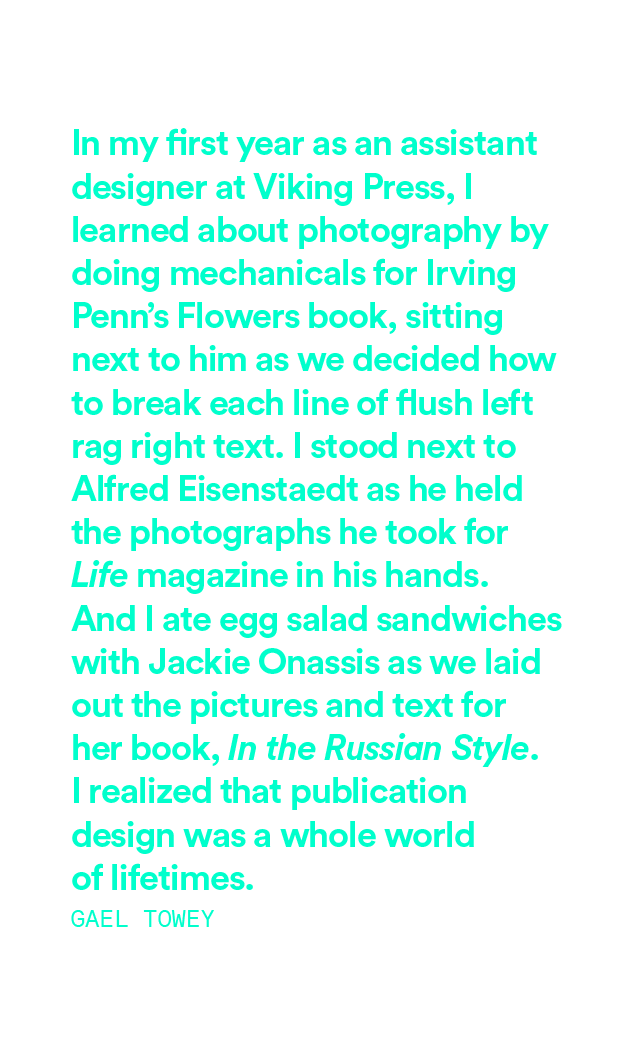 In my first year as an assistant
designer at Viking Press, I
learned about photography by
doing mechanicals for Irving
Penn’s Flowers book, sitting
next to him as we decided how
to break each line of flush left
rag right text. I stood next to
Alfred Eisenstaedt as he held
the photographs he took for
Life magazine in his hands.
And I ate egg salad sandwiches
with Jackie Onassis as we laid
out the pictures and text for
her book, In the Russian Style.
I realized that publication
design was a whole world
of lifetimes.
GAEL TOWEY